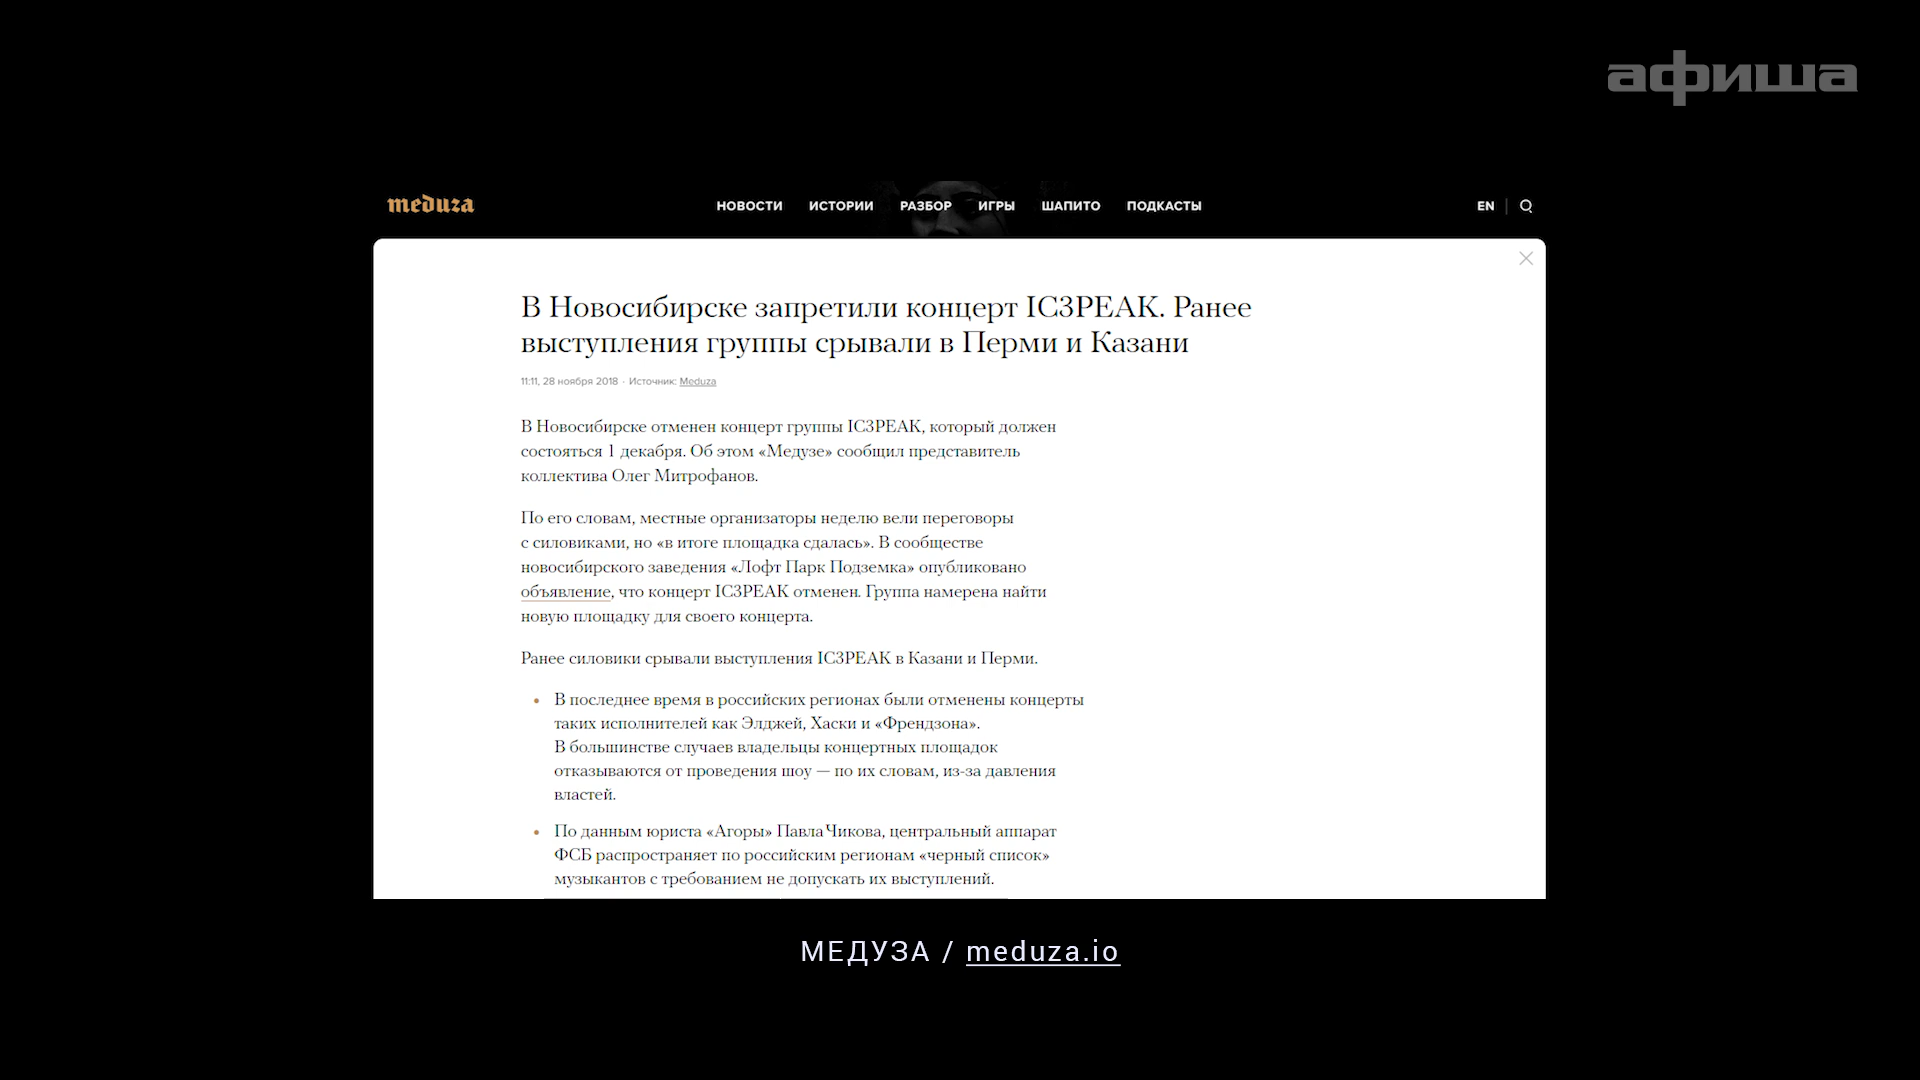 афиша
meduza
НОВОСТИ ИСТОРИИ РАЗБОР ИГРЫ ШАПИТО ПОДКАСТЫ
EN
В Новосибирске запретили концерт IC3PEAK. Ранее
выступления группы срывали в Перми и Казани
11:11, 28 ноября 2018 · Источник: Meduza
В Новосибирске отменен концерт группы IC3PEAK, который должен
состояться 1 декабря. Об этом «Медузе» сообщил представитель
коллектива Олег Митрофанов.
По его словам, местные организаторы неделю вели переговоры
с силовиками, но «в итоге площадка сдалась». В сообществе
новосибирского заведения «Лофт Парк Подземка» опубликовано
объявление, что концерт IC3PEAK отменен. Группа намерена найти
новую площадку для своего концерта.
Ранее силовики срывали выступления IC3PEAK в Казани и Перми.
• В последнее время в российских регионах были отменены концерты
таких исполнителей как Элджей, Хаски и «Френдзона».
В большинстве случаев владельцы концертных площадок
отказываются от проведения шоу — по их словам, из-за давления
властей.
• По данным юриста «Агоры» Павла Чикова, центральный аппарат
ФСБ распространяет по российским регионам «черный список»
музыкантов с требованием не допускать их выступлений.
МЕДУЗА / meduza.io